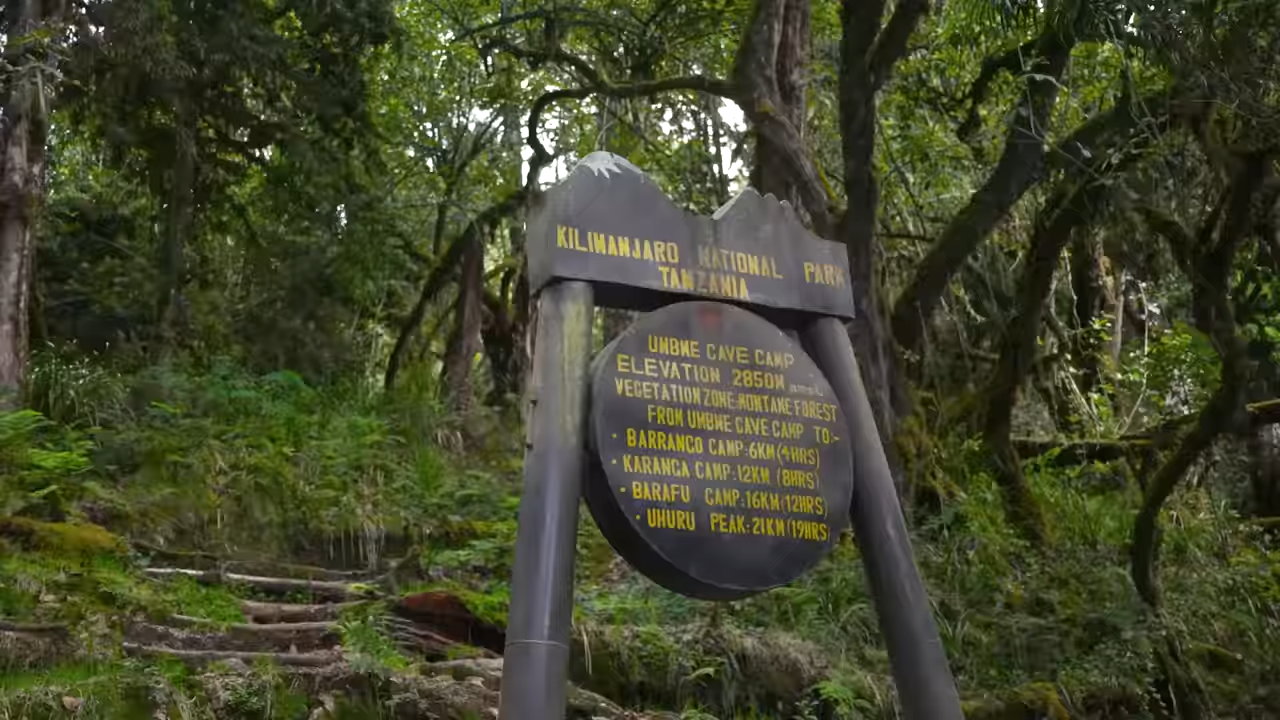 KILIMANJARO NATIONAL PARK
TANZANIA
UMBWE CAVE CAMP
ELEVATION 2850M amsl
VEGETATION ZONE:MONTANE FOREST
FROM UMBWE CAVE CAMP TO:-
• BARRANCO CAMP:6KM(4HRS)
• KARANGA CAMP:12KM (8HRS)
• BARAFU CAMP:16KM(12HRS)
• UHURU PEAK:21KM(19HRS)